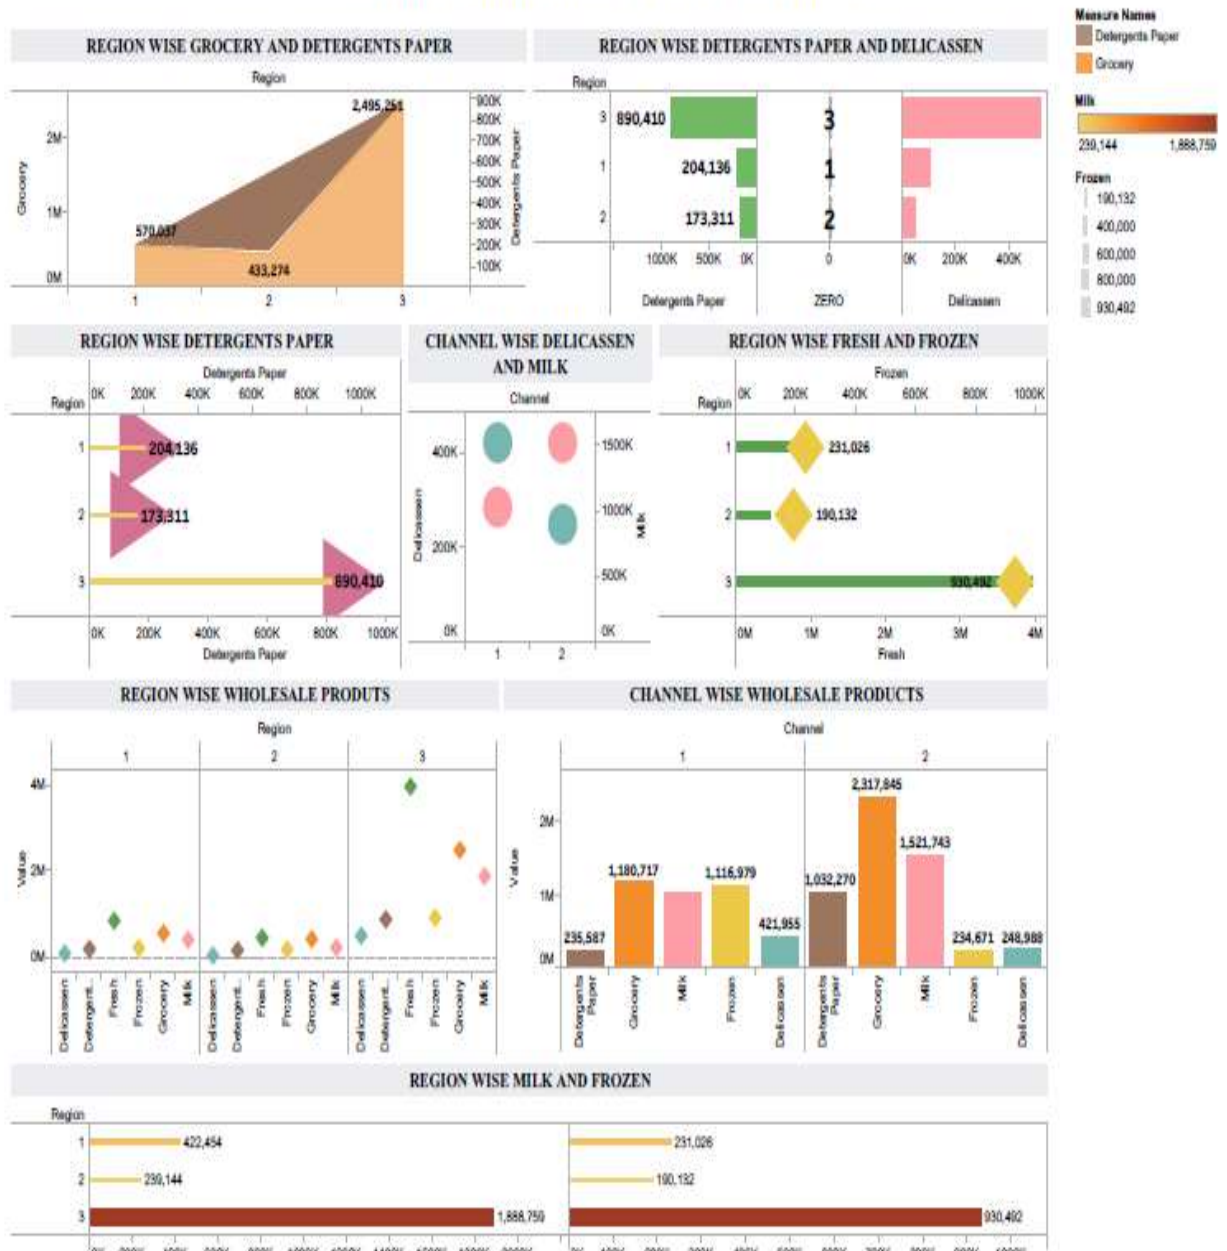 REGION WISE GROCERY AND DETERGENTS PAPER
Region
2,495,251
570,037
433,274
Grocery
2M
1M
0M
900K
800K
700K
600K
500K
400K
300K
200K
100K
Detergents Paper
1 2 3
REGION WISE DETERGENTS PAPER AND DELICASSEN
Region
3 890,410 3
1 204,136 1
2 173,311 2
1000K 500K 0K 0 0K 200K 400K
Detergents Paper ZERO Delicassen
Measure Names
Detergents Paper
Grocery
Milk
239,144 1,888,759
Frozen
190,132
400,000
600,000
800,000
930,492
REGION WISE DETERGENTS PAPER
Detergents Paper
0K 200K 400K 600K 800K 1000K
Region
1 204,136
2 173,311
3 890,410
0K 200K 400K 600K 800K 1000K
Detergents Paper
CHANNEL WISE DELICASSEN
AND MILK
Channel
Delicassen
400K
200K
0K
1500K
1000K
500K
0K
Milk
1 2
REGION WISE FRESH AND FROZEN
Frozen
0K 200K 400K 600K 800K 1000K
Region
1 231,026
2 190,132
3 930,492
0M 1M 2M 3M 4M
Fresh
REGION WISE WHOLESALE PRODUTS
Region
1 2 3
Value
4M
2M
0M
Delicassen
Detergent...
Fresh
Frozen
Grocery
Milk
Delicassen
Detergent...
Fresh
Frozen
Grocery
Milk
Delicassen
Detergent...
Fresh
Frozen
Grocery
Milk
CHANNEL WISE WHOLESALE PRODUCTS
Channel
1 2
Value
2M
1M
0M
235,587
1,180,717
1,116,979
421,955
1,032,270
2,317,845
1,521,743
234,671
248,988
Detergents
Paper
Grocery
Milk
Frozen
Delicassen
Detergents
Paper
Grocery
Milk
Frozen
Delicassen
REGION WISE MILK AND FROZEN
Region
1 422,454 231,026
2 239,144 190,132
3 1,888,759 930,492